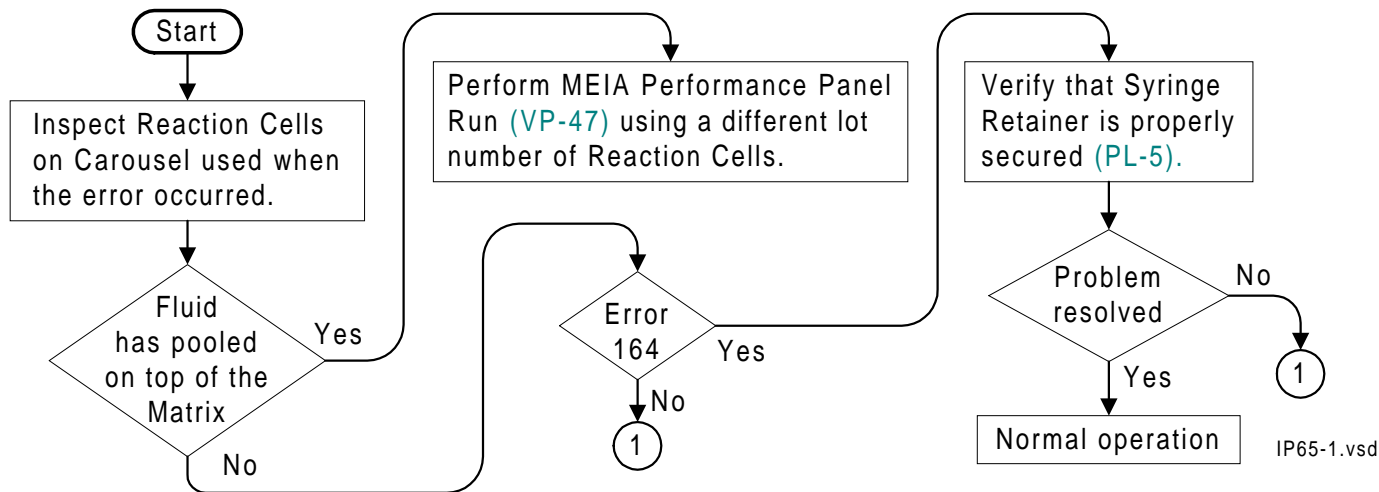 Start
Inspect Reaction Cells
on Carousel used when
the error occurred.
Fluid
has pooled
on top of the
Matrix
Yes
No
Perform MEIA Performance Panel
Run (VP-47) using a different lot
number of Reaction Cells.
Error
164
Yes
No
1
Verify that Syringe
Retainer is properly
secured (PL-5).
Problem
resolved
No
1
Yes
Normal operation
IP65-1.vsd